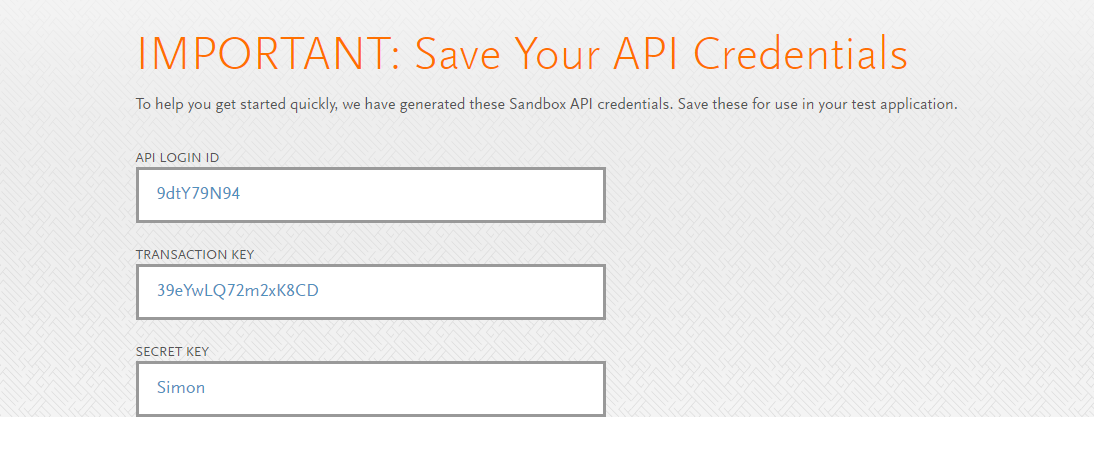 IMPORTANT: Save Your API Credentials
To help you get started quickly, we have generated these Sandbox API credentials. Save these for use in your test application.
API LOGIN ID
9dtY79N94
TRANSACTION KEY
39eYwLQ72m2xK8CD
SECRET KEY
Simon